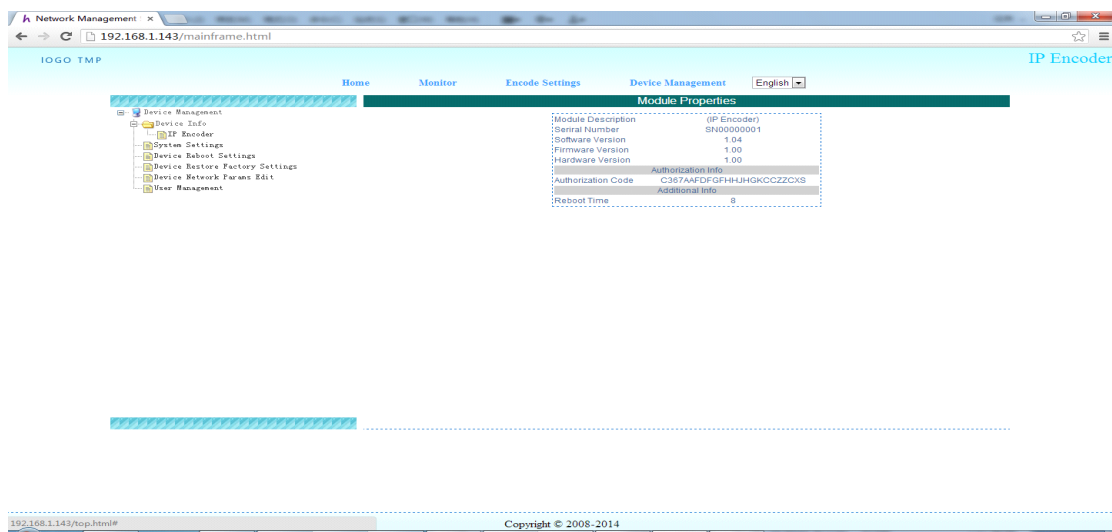 Network Management
192.168.1.143/mainframe.html
IOGO TMP
IP Encoder
Home Monitor Encode Settings Device Management English
Module Properties
Device Management
Device Info
IP Encoder
System Settings
Device Reboot Settings
Device Restore Factory Settings
Device Network Params Edit
User Management
Module Description (IP Encoder)
Seriral Number SN00000001
Software Version 1.04
Firmware Version 1.00
Hardware Version 1.00
Authorization Info
Authorization Code C367AAFDFGFHHJHGKCCZZCXS
Additional Info
Reboot Time 8
192.168.1.143/top.html#
Copyright © 2008-2014